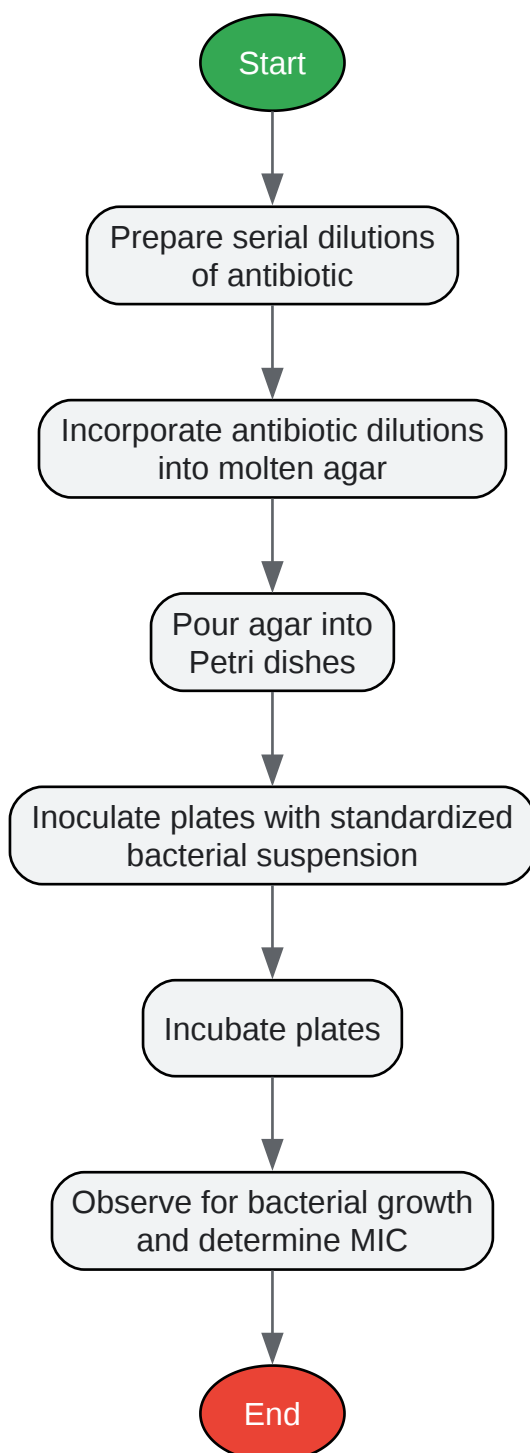 Start
Prepare serial dilutions
of antibiotic
Incorporate antibiotic dilutions
into molten agar
Pour agar into
Petri dishes
Inoculate plates with standardized
bacterial suspension
Incubate plates
Observe for bacterial growth
and determine MIC
End